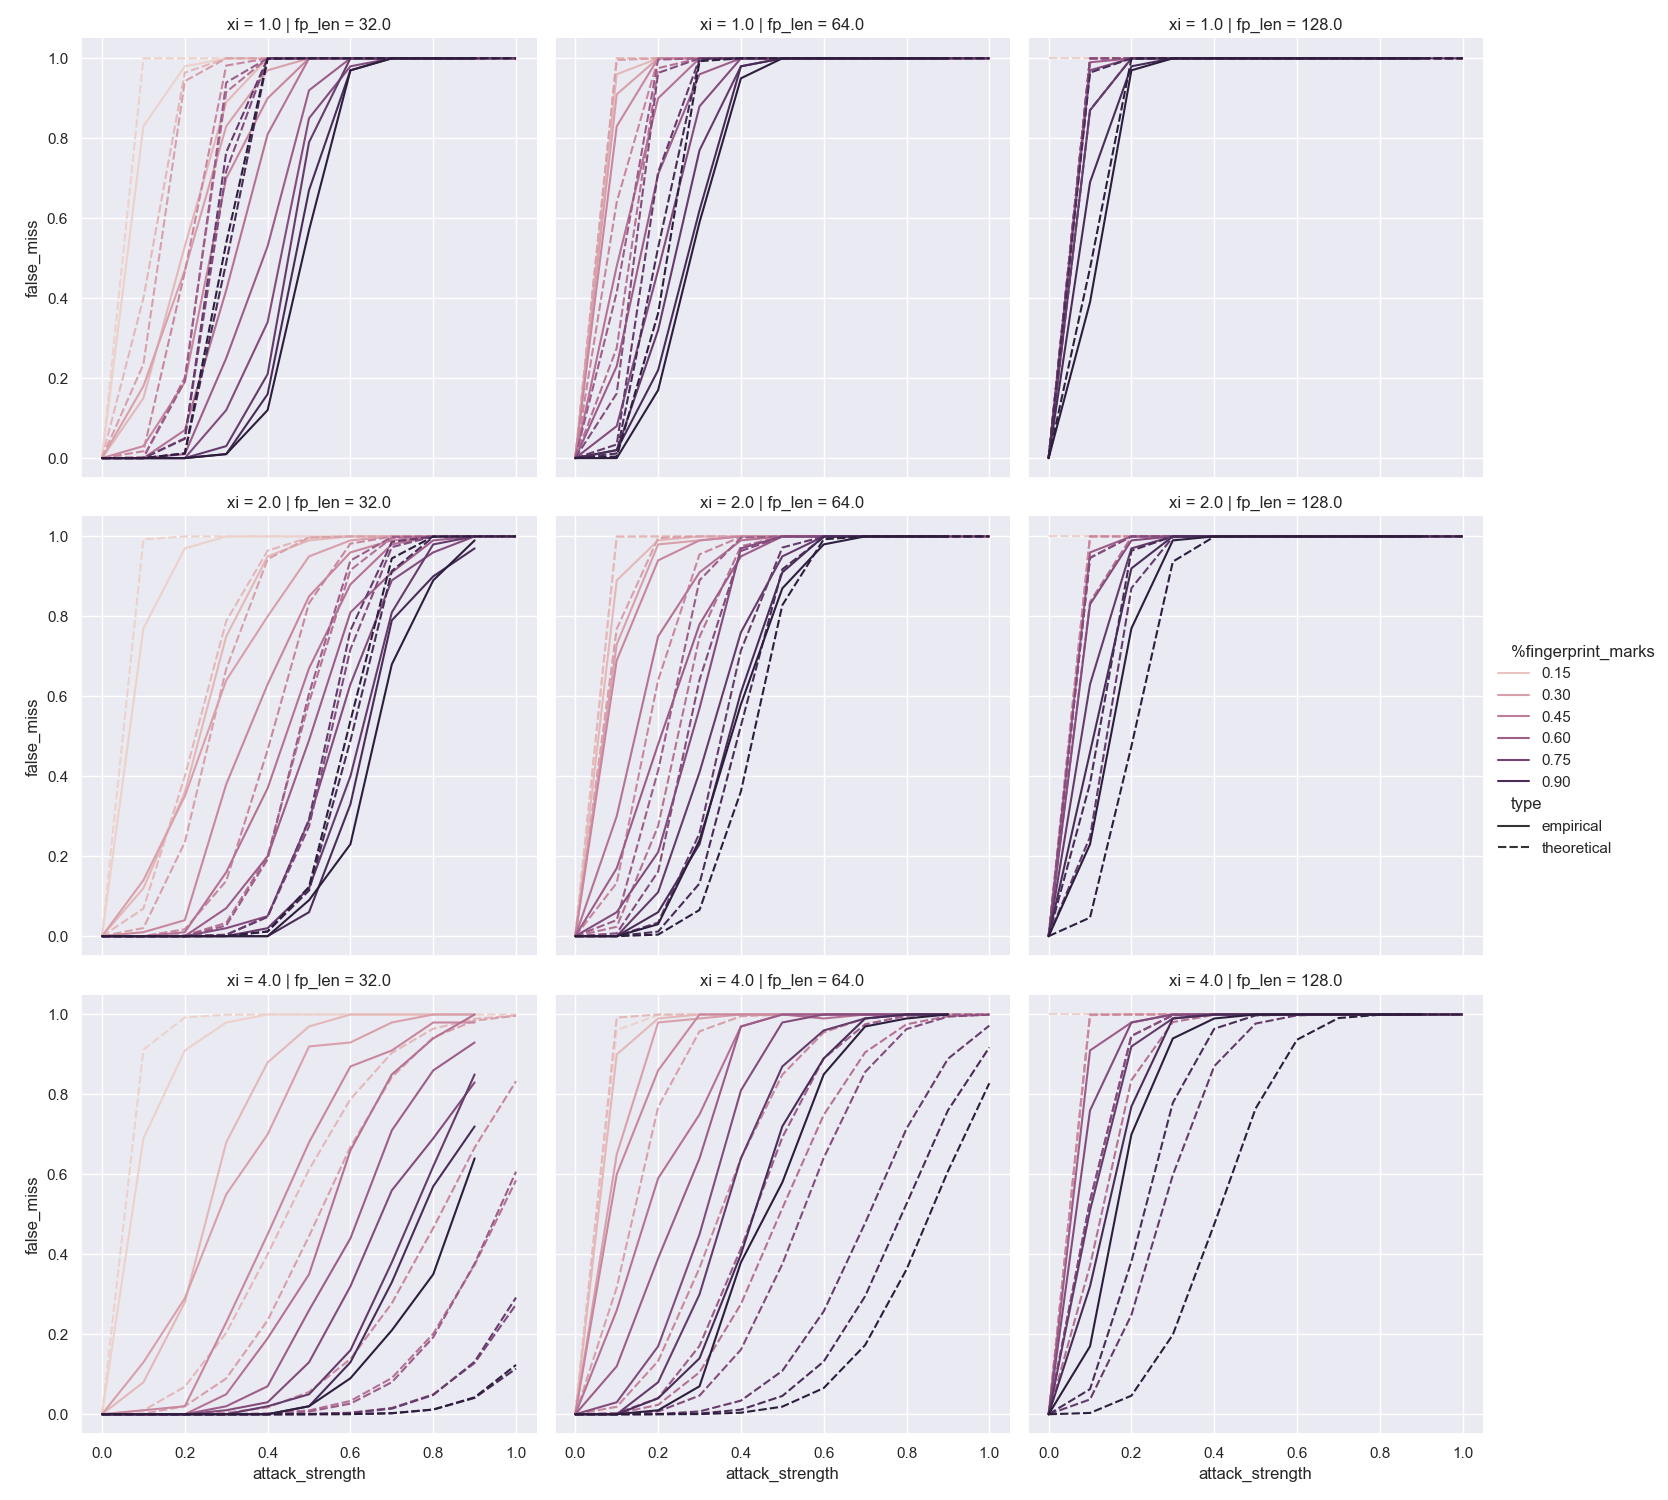 xi = 1.0 | fp_len = 32.0
xi = 1.0 | fp_len = 64.0
xi = 1.0 | fp_len = 128.0
1.0
0.8
0.6
0.4
0.2
0.0
false_miss
xi = 2.0 | fp_len = 32.0
xi = 2.0 | fp_len = 64.0
xi = 2.0 | fp_len = 128.0
1.0
0.8
0.6
0.4
0.2
0.0
false_miss
%fingerprint_marks
0.15
0.30
0.45
0.60
0.75
0.90
type
empirical
theoretical
xi = 4.0 | fp_len = 32.0
xi = 4.0 | fp_len = 64.0
xi = 4.0 | fp_len = 128.0
1.0
0.8
0.6
0.4
0.2
0.0
false_miss
0.0 0.2 0.4 0.6 0.8 1.0
0.0 0.2 0.4 0.6 0.8 1.0
0.0 0.2 0.4 0.6 0.8 1.0
attack_strength
attack_strength
attack_strength